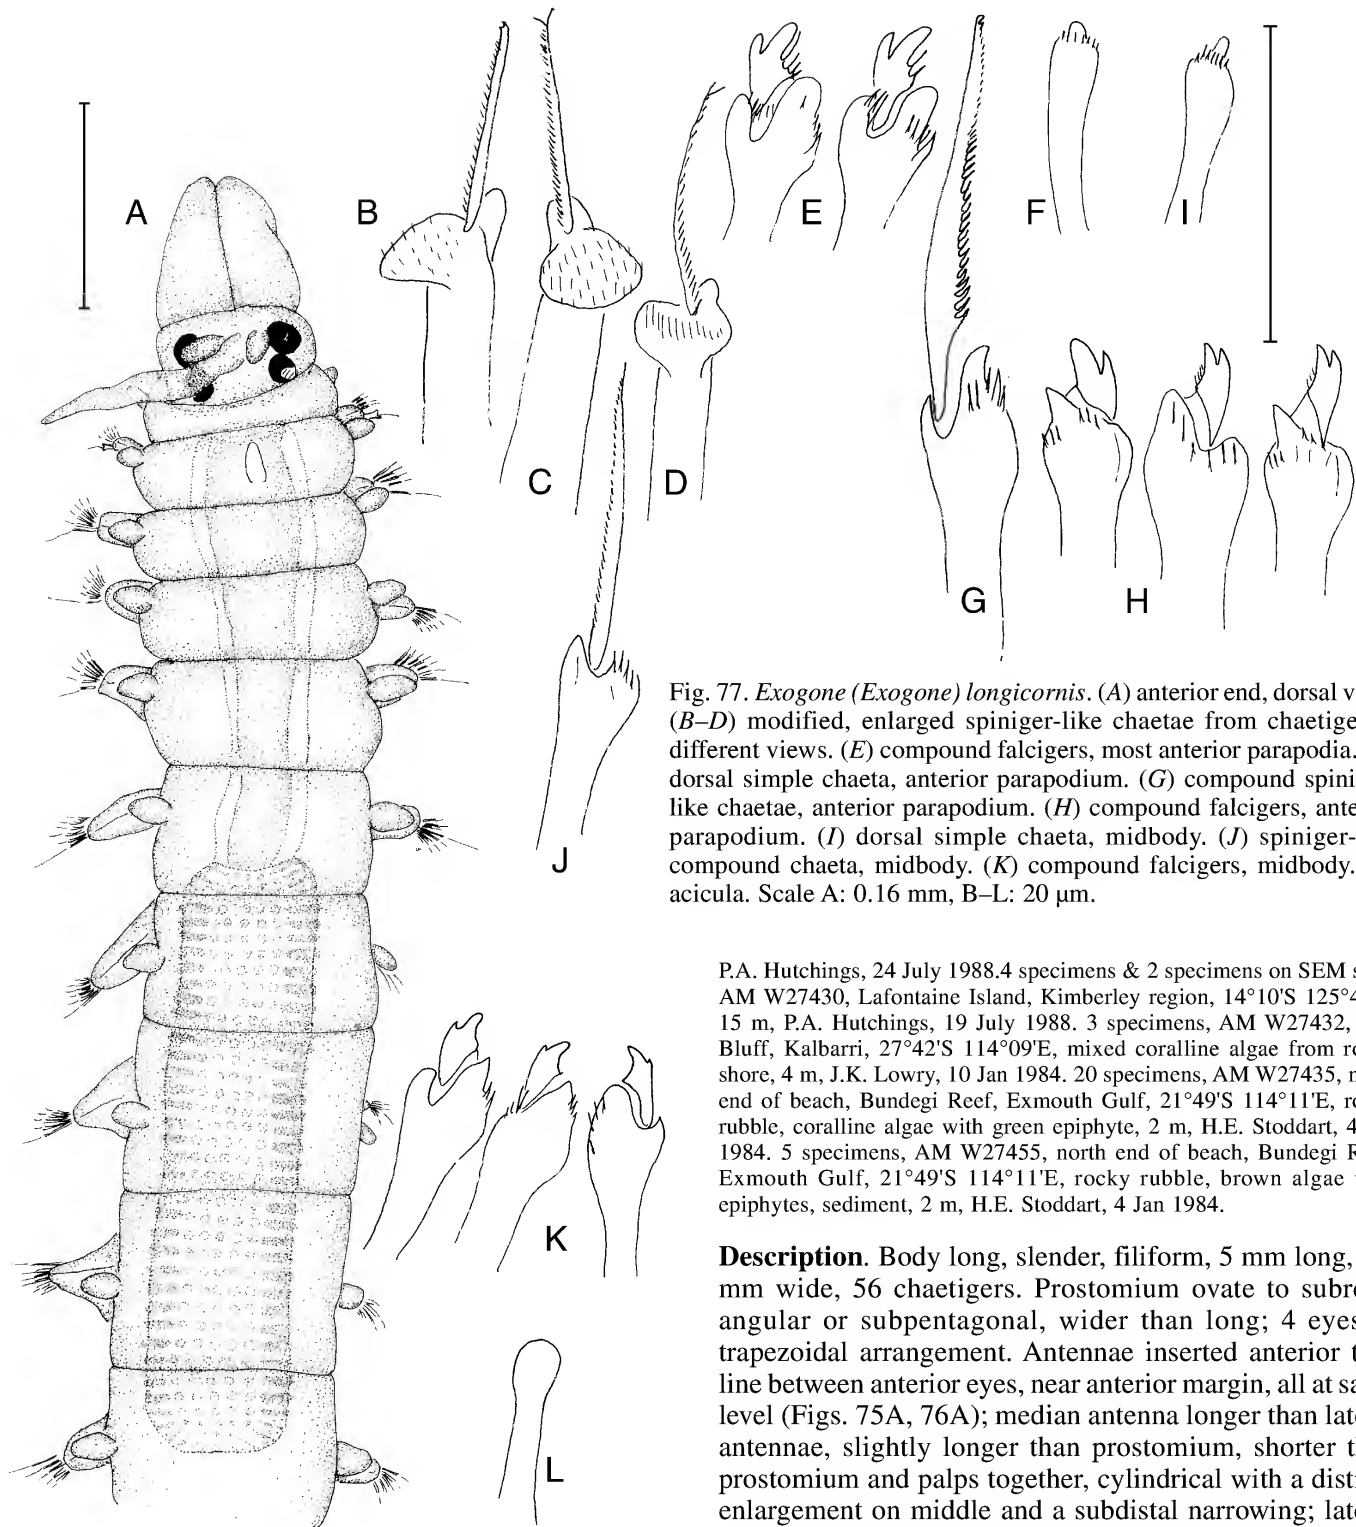 A
B
C
D
E
F
I
G
H
J
K
L
Fig. 77. Exogone (Exogone) longicornis. (A) anterior end, dorsal
(B–D) modified, enlarged spiniger-like chaetae from
different views. (E) compound falcigers, most anterior parapodia.
dorsal simple chaeta, anterior parapodium. (G) compound
like chaetae, anterior parapodium. (H) compound falcigers,
parapodium. (I) dorsal simple chaeta, midbody. (J)
compound chaeta, midbody. (K) compound falcigers, midbody.
acicula. Scale A: 0.16 mm, B–L: 20 µm.
P.A. Hutchings, 24 July 1988.4 specimens & 2 specimens on SEM
AM W27430, Lafontaine Island, Kimberley region, 14°10'S
15 m, P.A. Hutchings, 19 July 1988. 3 specimens, AM W27432,
Bluff, Kalbarri, 27°42'S 114°09'E, mixed coralline algae from
shore, 4 m, J.K. Lowry, 10 Jan 1984. 20 specimens, AM W27435,
end of beach, Bundegi Reef, Exmouth Gulf, 21°49'S 114°11'E,
rubble, coralline algae with green epiphyte, 2 m, H.E. Stoddart, 4
1984. 5 specimens, AM W27455, north end of beach, Bundegi
Exmouth Gulf, 21°49'S 114°11'E, rocky rubble, brown algae
epiphytes, sediment, 2 m, H.E. Stoddart, 4 Jan 1984.
Description. Body long, slender, filiform, 5 mm long,
mm wide, 56 chaetigers. Prostomium ovate to
angular or subpentagonal, wider than long; 4 eyes
trapezoidal arrangement. Antennae inserted anterior
line between anterior eyes, near anterior margin, all at
level (Figs. 75A, 76A); median antenna longer than
antennae, slightly longer than prostomium, shorter
prostomium and palps together, cylindrical with a
enlargement on middle and a subdistal narrowing;